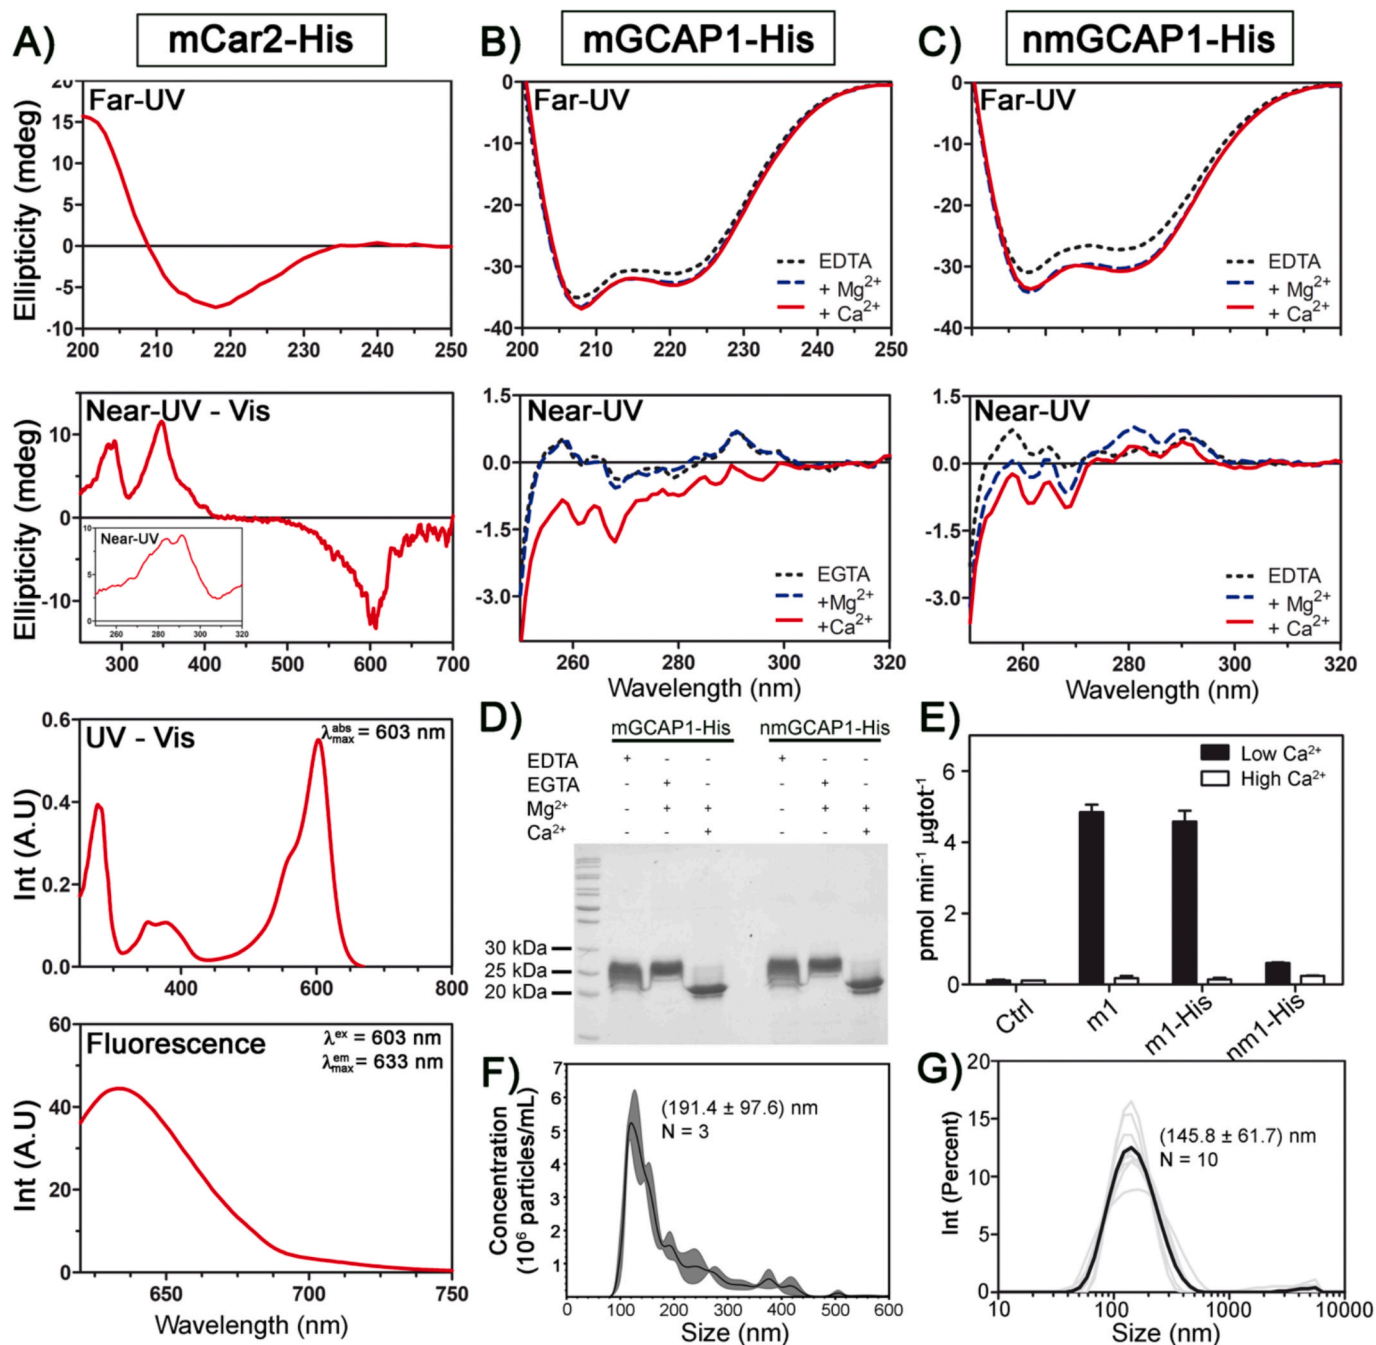 A)
mCar2-His
Far-UV
Ellipticity (mdeg)
20
15
10
5
0
-5
-10
200 210 220 230 240 250
Near-UV - Vis
Ellipticity (mdeg)
10
0
-10
Near-UV
10
5
0
260 280 300 320
300 400 500 600 700
UV - Vis
λabsmax = 603 nm
Int (A.U)
0.6
0.4
0.2
0.0
400 600 800
Fluorescence
λex = 603 nm
λemmax = 633 nm
Int (A.U)
60
40
20
0
650 700 750
Wavelength (nm)
B)
mGCAP1-His
Far-UV
0
-10
-20
-30
-40
EDTA
+ Mg2+
+ Ca2+
200 210 220 230 240 250
Near-UV
1.5
0.0
-1.5
-3.0
EGTA
+Mg2+
+Ca2+
260 280 300 320
Wavelength (nm)
C)
nmGCAP1-His
Far-UV
0
-10
-20
-30
-40
EDTA
+ Mg2+
+ Ca2+
Near-UV
1.5
0.0
-1.5
-3.0
EDTA
+ Mg2+
+ Ca2+
260 280 300 320
Wavelength (nm)
D)
mGCAP1-His nmGCAP1-His
EDTA + - - + - -
EGTA - + - - + -
Mg2+ - + + - + +
Ca2+ - - + - - +
30 kDa
25 kDa
20 kDa
E)
Low Ca2+
High Ca2+
pmol min-1 µgtot-1
6
4
2
0
Ctrl m1 m1-His nm1-His
F)
Concentration
(106 particles/mL)
7
6
5
4
3
2
1
(191.4 ± 97.6) nm
N = 3
0 100 200 300 400 500 600
Size (nm)
G)
Int (Percent)
20
15
10
5
0
(145.8 ± 61.7) nm
N = 10
10 100 1000 10000
Size (nm)